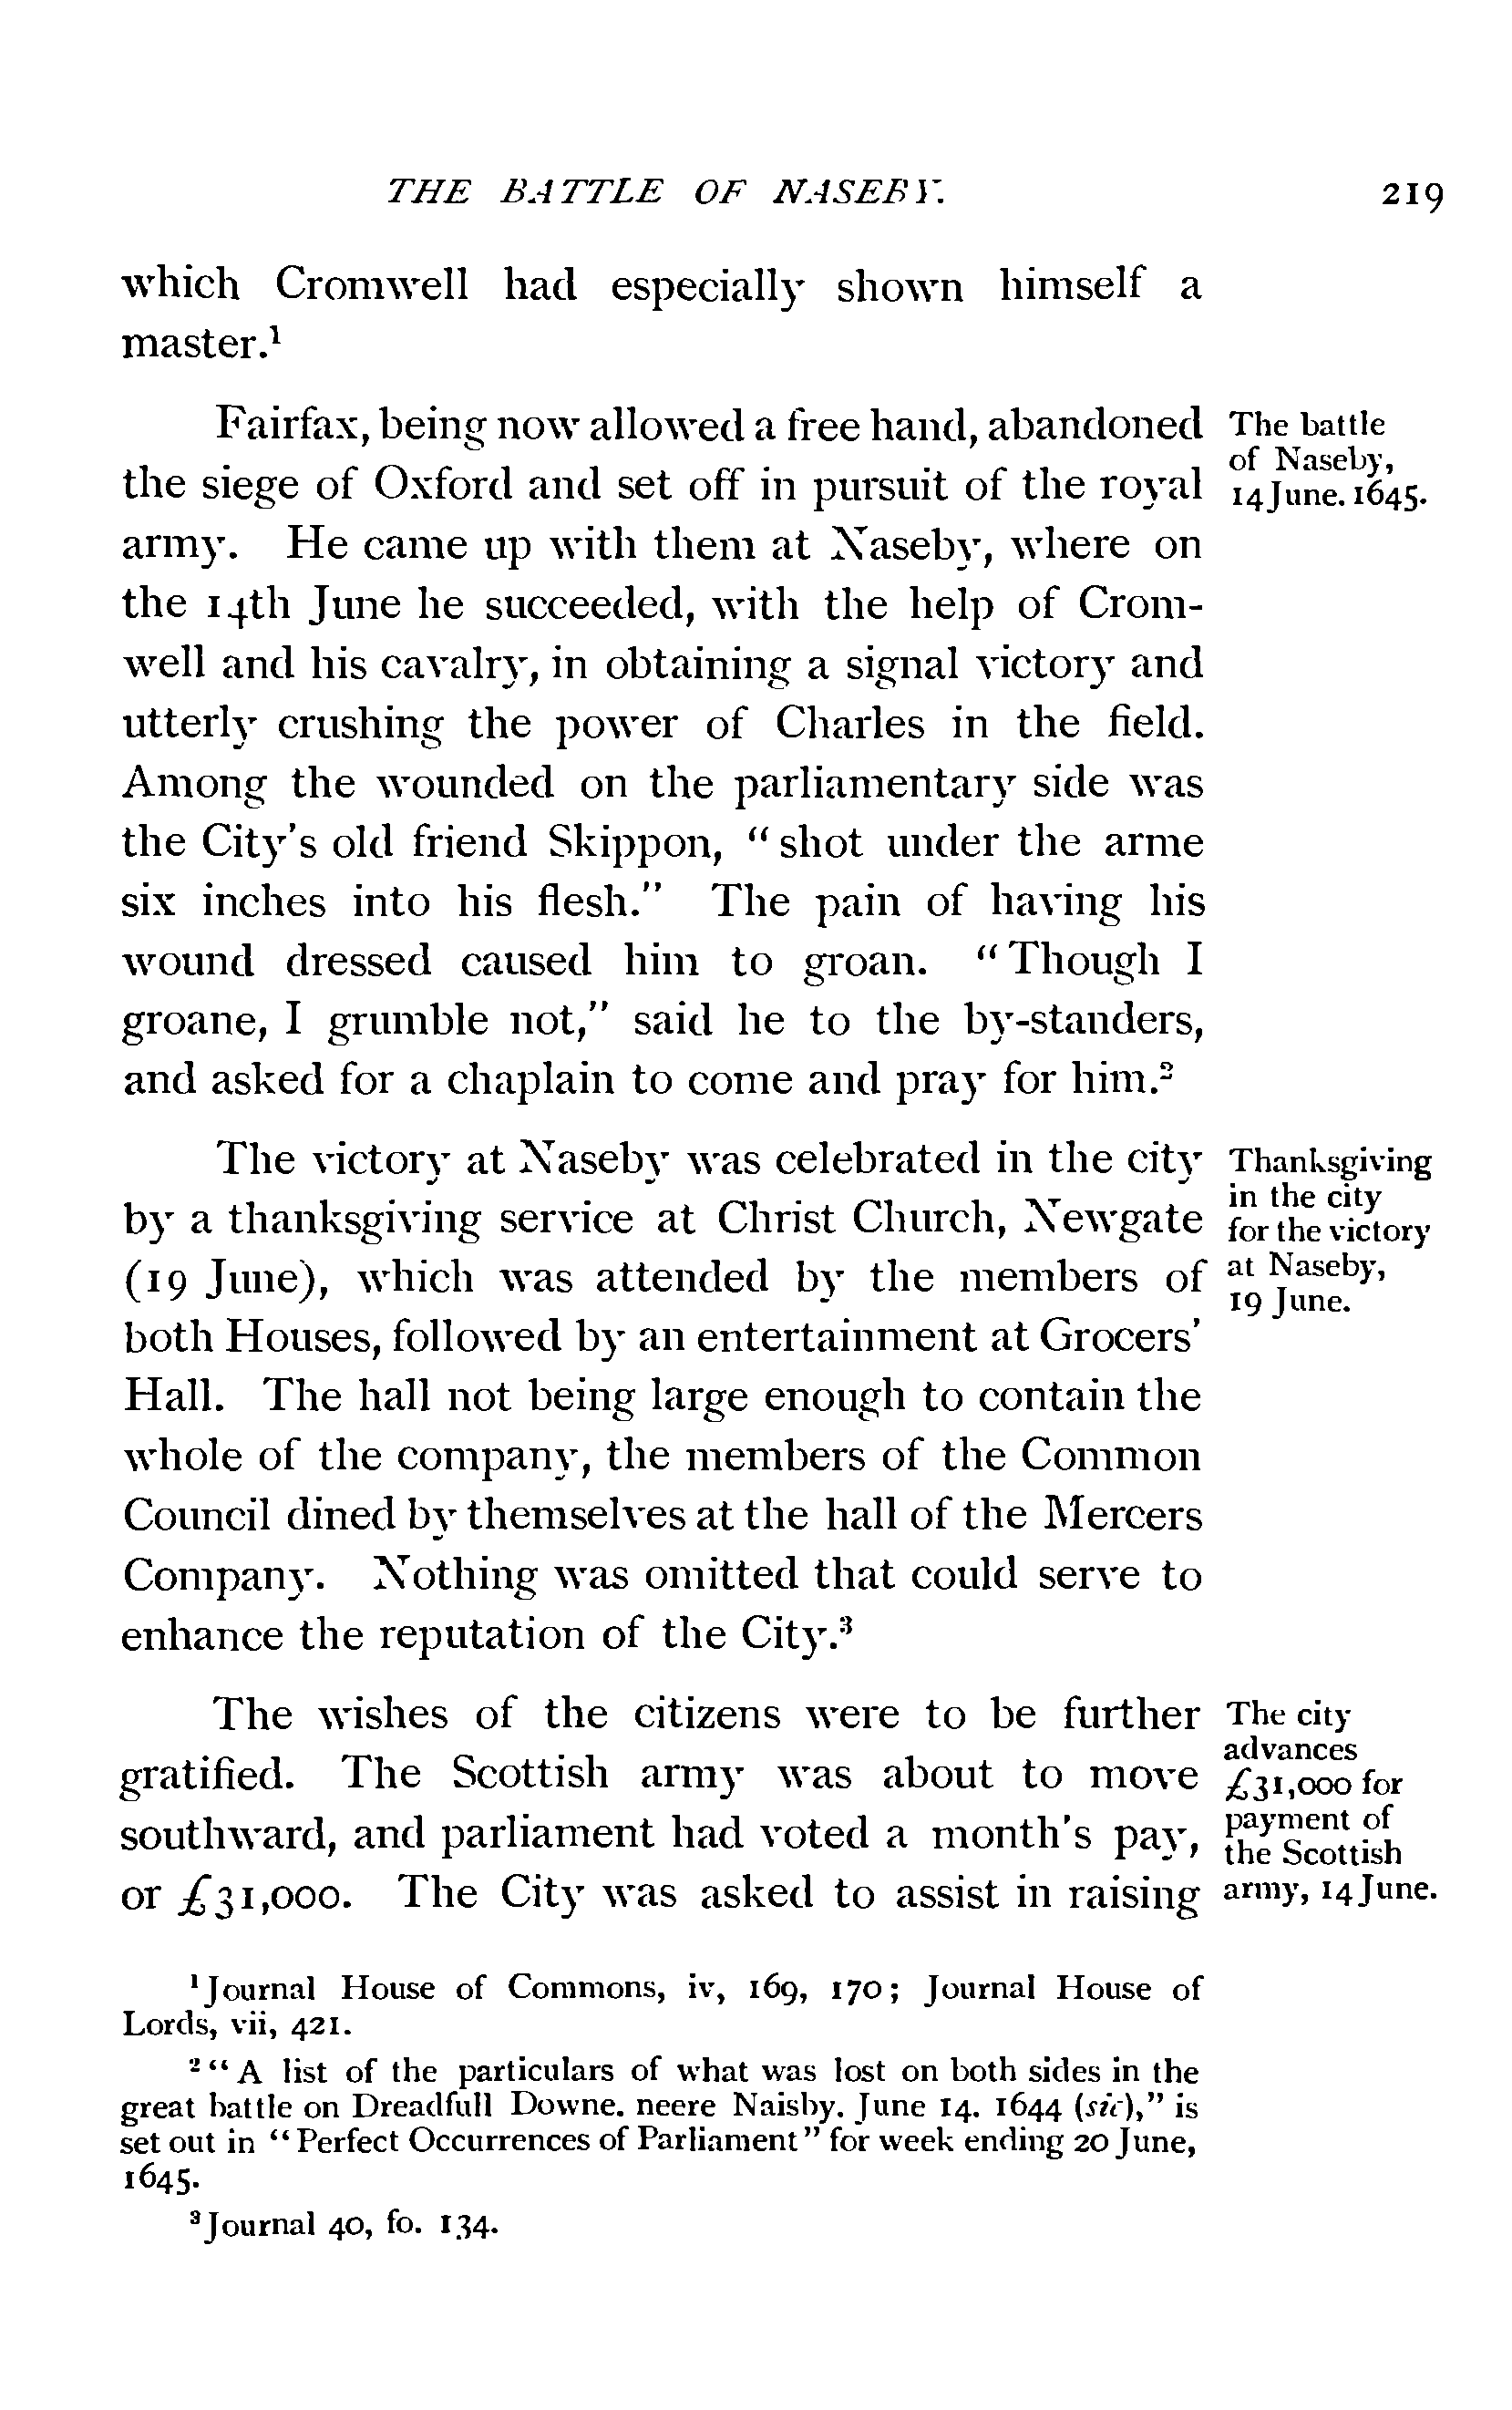 THE BATTLE OF NASEBY. 219
which Cromwell had especially shown himself a
master.¹
Fairfax, being now allowed a free hand, abandoned
the siege of Oxford and set off in pursuit of the royal
army. He came up with them at Naseby, where on
the 14th June he succeeded, with the help of Crom-
well and his cavalry, in obtaining a signal victory and
utterly crushing the power of Charles in the field.
Among the wounded on the parliamentary side was
the City's old friend Skippon, "shot under the arme
six inches into his flesh." The pain of having his
wound dressed caused him to groan. "Though I
groane, I grumble not," said he to the by-standers,
and asked for a chaplain to come and pray for him.²
The battle
of Naseby,
14 June. 1645.
The victory at Naseby was celebrated in the city
by a thanksgiving service at Christ Church, Newgate
(19 June), which was attended by the members of
both Houses, followed by an entertainment at Grocers'
Hall. The hall not being large enough to contain the
whole of the company, the members of the Common
Council dined by themselves at the hall of the Mercers
Company. Nothing was omitted that could serve to
enhance the reputation of the City.³
Thanksgiving
in the city
for the victory
at Naseby,
19 June.
The wishes of the citizens were to be further
gratified. The Scottish army was about to move
southward, and parliament had voted a month's pay,
or £31,000. The City was asked to assist in raising
The city
advances
£31,000 for
payment of
the Scottish
army, 14 June.
¹ Journal House of Commons, iv, 169, 170; Journal House of
Lords, vii, 421.
² "A list of the particulars of what was lost on both sides in the
great battle on Dreadfull Downe. neere Naisby. June 14. 1644 (sic)," is
set out in "Perfect Occurrences of Parliament" for week ending 20 June,
1645.
³ Journal 40, fo. 134.